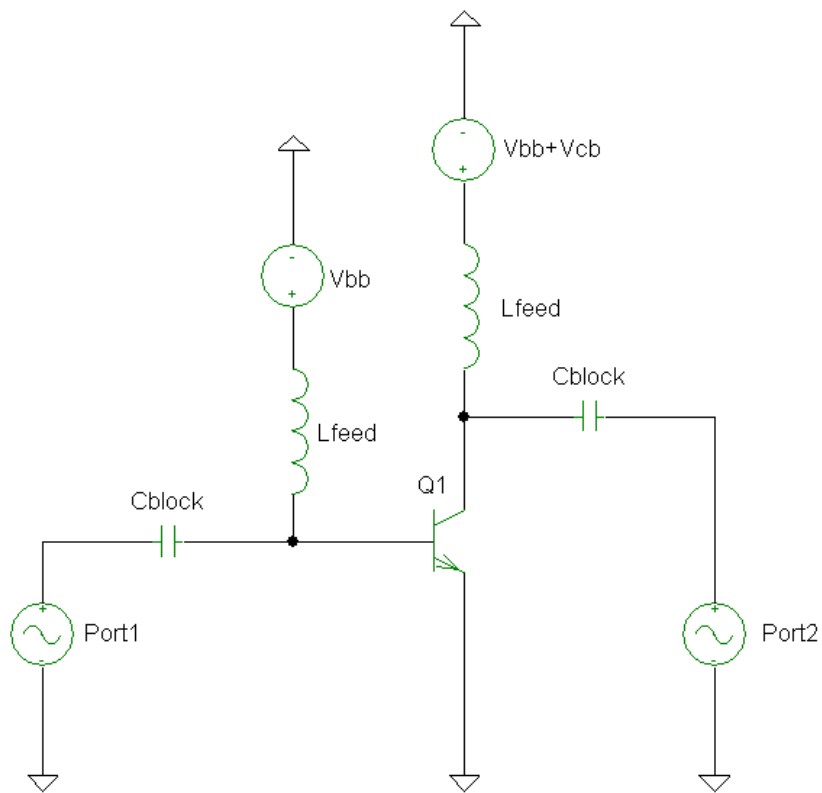 Vbb+Vcb
Vbb
Lfeed
Cblock
Lfeed
Q1
Cblock
Port1
Port2